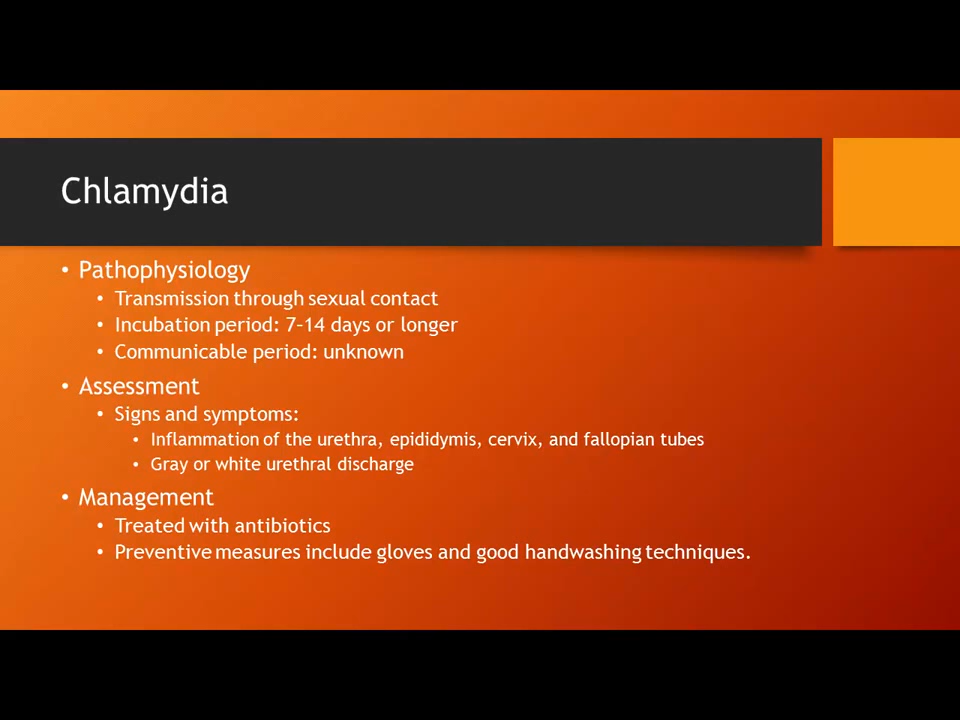 Chlamydia
• Pathophysiology
• Transmission through sexual contact
• Incubation period: 7–14 days or longer
• Communicable period: unknown
• Assessment
• Signs and symptoms:
• Inflammation of the urethra, epididymis, cervix, and fallopian tubes
• Gray or white urethral discharge
• Management
• Treated with antibiotics
• Preventive measures include gloves and good handwashing techniques.